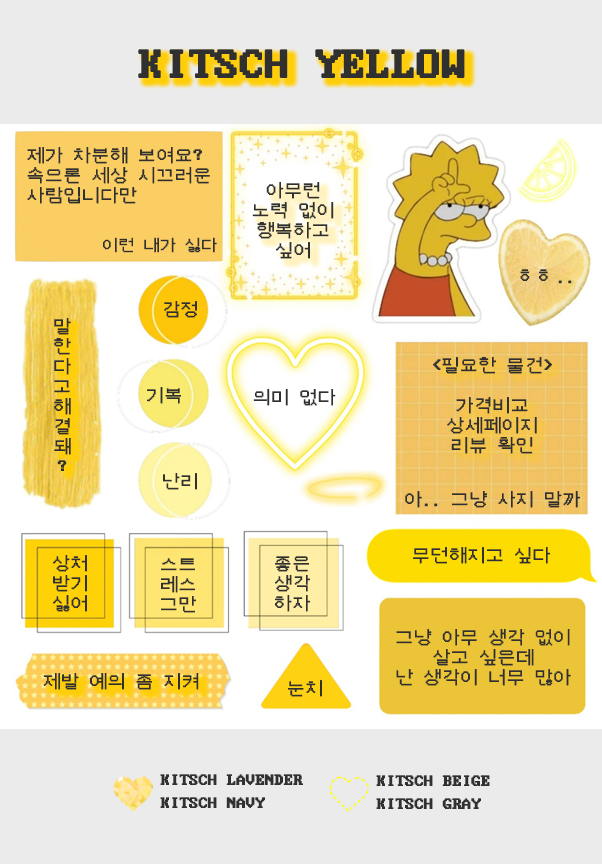 KITSCH YELLOW
제가 차분해 보여요?
속으론 세상 시끄러운
사람입니다만
이런 내가 싫다
아무런
노력 없이
행복하고
싶어
ㅎㅎ..
말한다고해결돼?
감정
기복
난리
의미 없다
<필요한 물건>
가격비교
상세페이지
리뷰 확인
아.. 그냥 사지 말까
상처
받기
싫어
스트
레스
그만
좋은
생각
하자
무던해지고 싶다
그냥 아무 생각 없이
살고 싶은데
난 생각이 너무 많아
제발 예의 좀 지켜
눈치
KITSCH LAVENDER
KITSCH NAVY
KITSCH BEIGE
KITSCH GRAY